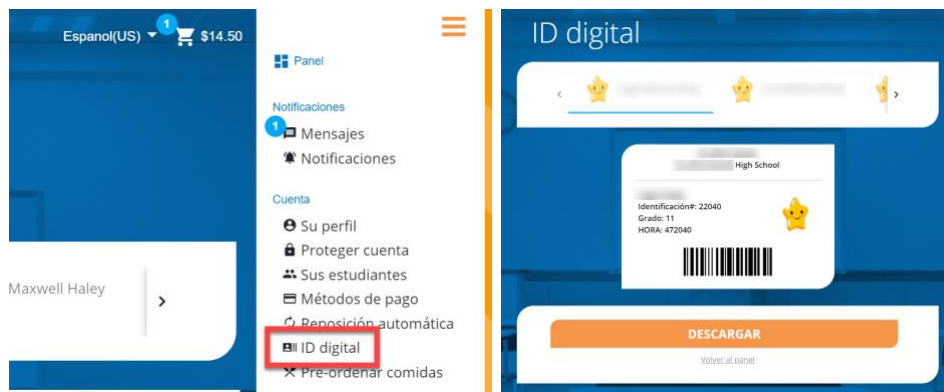 Espanol(US)
1
$14.50
Maxwell Haley
Panel
Notificaciones
1
Mensajes
Notificaciones
Cuenta
Su perfil
Proteger cuenta
Sus estudiantes
Métodos de pago
Reposición automática
ID digital
Pre-ordenar comidas
ID digital
High School
Identificación#: 22040
Grado: 11
HORA: 472040
DESCARGAR
Volver al panel